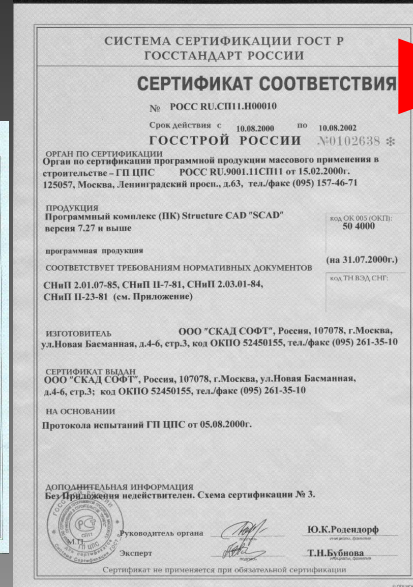 СИСТЕМА СЕРТИФИКАЦИИ ГОСТ Р
ГОССТАНДАРТ РОССИИ
СЕРТИФИКАТ СООТВЕТСТВИЯ
№ РОСС RU.СП11.Н00010
Срок действия с 10.08.2000 по 10.08.2002
ГОССТРОЙ РОССИИ №0102638 ✻
ОРГАН ПО СЕРТИФИКАЦИИ
Орган по сертификации программной продукции массового применения в
строительстве – ГП ЦПС РОСС RU.9001.11СП11 от 15.02.2000г.
125057, Москва, Ленинградский просп., д.63, тел./факс (095) 157-46-71
ПРОДУКЦИЯ
Программный комплекс (ПК) Structure CAD "SCAD"
версия 7.27 и выше
код ОК 005 (ОКП):
50 4000
программная продукция
(на 31.07.2000г.)
СООТВЕТСТВУЕТ ТРЕБОВАНИЯМ НОРМАТИВНЫХ ДОКУМЕНТОВ
код ТН ВЭД СНГ:
СНиП 2.01.07-85, СНиП II-7-81, СНиП 2.03.01-84,
СНиП II-23-81 (см. Приложение)
ИЗГОТОВИТЕЛЬ ООО "СКАД СОФТ", Россия, 107078, г.Москва,
ул.Новая Басманная, д.4-6, стр.3, код ОКПО 52450155, тел./факс (095) 261-35-10
СЕРТИФИКАТ ВЫДАН
ООО "СКАД СОФТ", Россия, 107078, г.Москва, ул.Новая Басманная,
д.4-6, стр.3; код ОКПО 52450155, тел./факс (095) 261-35-10
НА ОСНОВАНИИ
Протокола испытаний ГП ЦПС от 05.08.2000г.
ДОПОЛНИТЕЛЬНАЯ ИНФОРМАЦИЯ
Без Приложения недействителен. Схема сертификации № 3.
М.П.
Руководитель органа Ю.К.Родендорф
Эксперт Т.Н.Бубнова
Сертификат не применяется при обязательной сертификации